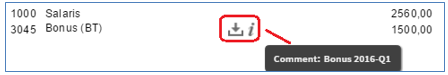 1000 Salaris 2560,00
3045 Bonus (BT) i 1500,00
Comment: Bonus 2016-Q1